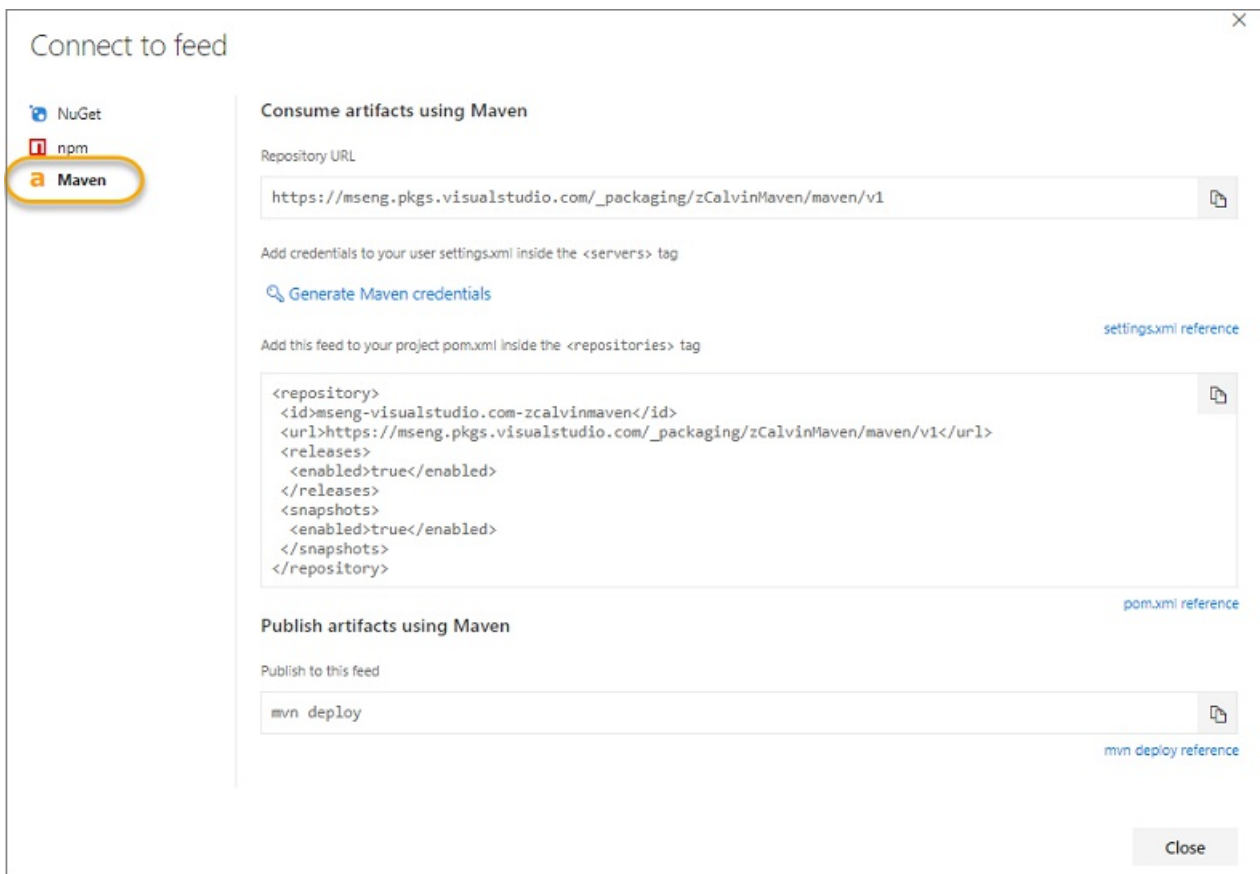 Connect to feed
NuGet
npm
Maven
Consume artifacts using Maven
Repository URL
https://mseng.pkgs.visualstudio.com/_packaging/zCalvinMaven/maven/v1
Add credentials to your user settings.xml inside the <servers> tag
Generate Maven credentials
settings.xml reference
Add this feed to your project pom.xml inside the <repositories> tag
<repository>
<id>mseng-visualstudio.com-zcalvinmaven</id>
<url>https://mseng.pkgs.visualstudio.com/_packaging/zCalvinMaven/maven/v1</url>
<releases>
<enabled>true</enabled>
</releases>
<snapshots>
<enabled>true</enabled>
</snapshots>
</repository>
pom.xml reference
Publish artifacts using Maven
Publish to this feed
mvn deploy
mvn deploy reference
Close